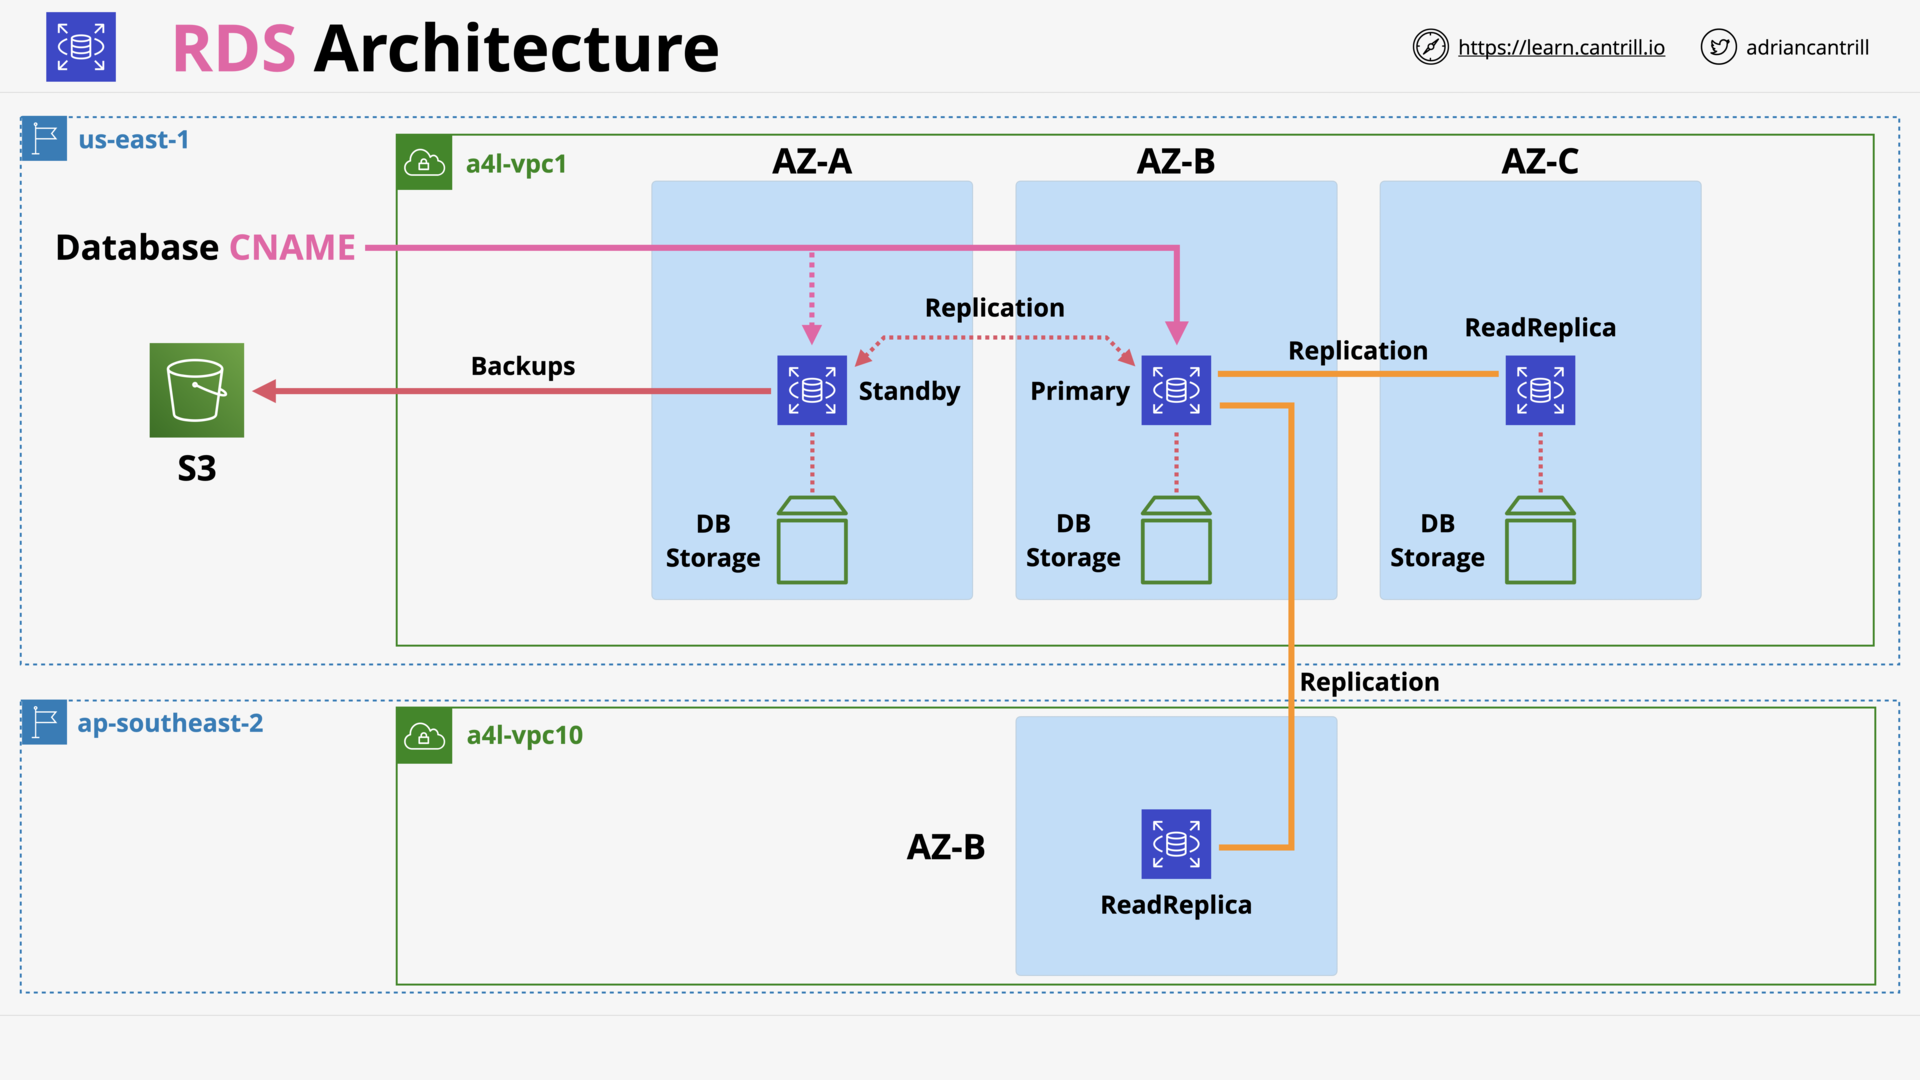 RDS Architecture
https://learn.cantrill.io
adriancantrill
us-east-1
a4l-vpc1
AZ-A
AZ-B
AZ-C
Database CNAME
Replication
ReadReplica
Replication
Backups
Standby
Primary
S3
DB
Storage
DB
Storage
DB
Storage
Replication
ap-southeast-2
a4l-vpc10
AZ-B
ReadReplica